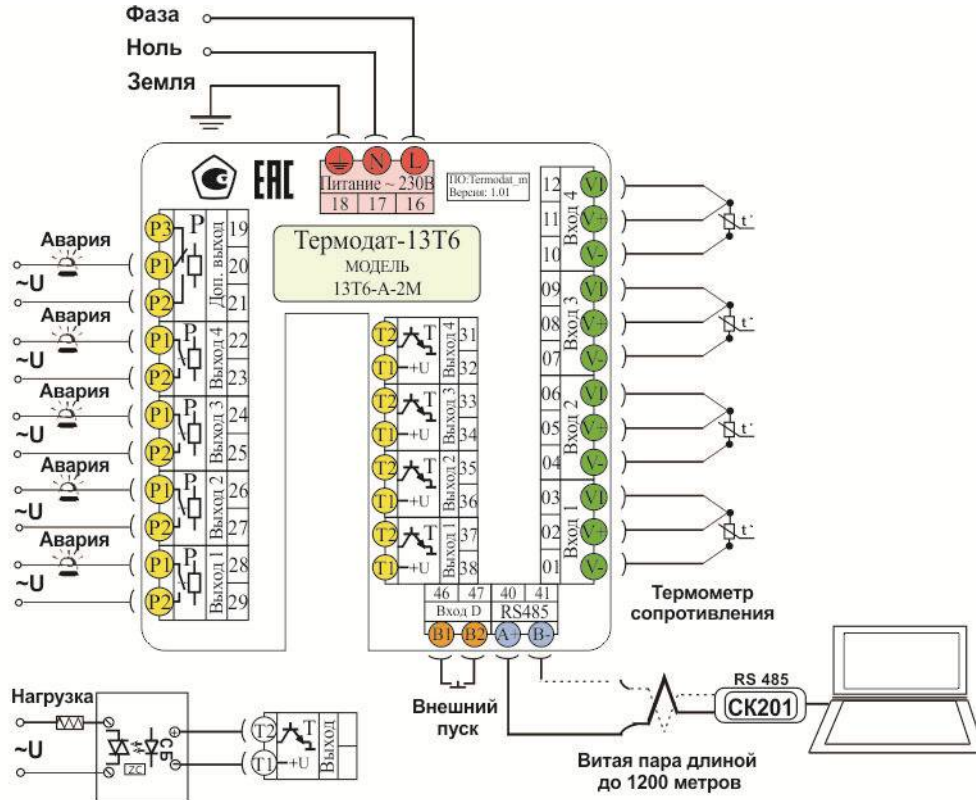 Фаза
Ноль
Земля
N L
Питание ~ 230В
18 17 16
ЕАС
ПО:Termodat_m
Версия: 1.01
Термодат-13Т6
МОДЕЛЬ
13Т6-А-2М
Авария
~U
P3 P 19
P1 20
P2 21
Доп. выход
Авария
~U
P1 P 22
P2 23
Выход 4
Авария
~U
P1 P 24
P2 25
Выход 3
Авария
~U
P1 P 26
P2 27
Выход 2
Авария
~U
P1 P 28
P2 29
Выход 1
T2 T 31
T1 +U 32
Выход 4
T2 T 33
T1 +U 34
Выход 3
T2 T 35
T1 +U 36
Выход 2
T2 T 37
T1 +U 38
Выход 1
12 VI
11 V+
10 V-
Вход 4
t°
09 VI
08 V+
07 V-
Вход 3
t°
06 VI
05 V+
04 V-
Вход 2
t°
03 VI
02 V+
01 V-
Вход 1
t°
Термометр
сопротивления
46 47 40 41
Вход D RS485
B1 B2 A+ B-
Внешний
пуск
RS 485
СК201
Витая пара длиной
до 1200 метров
Нагрузка
~U
ZC
СБ
T2 T
T1 +U
Выход